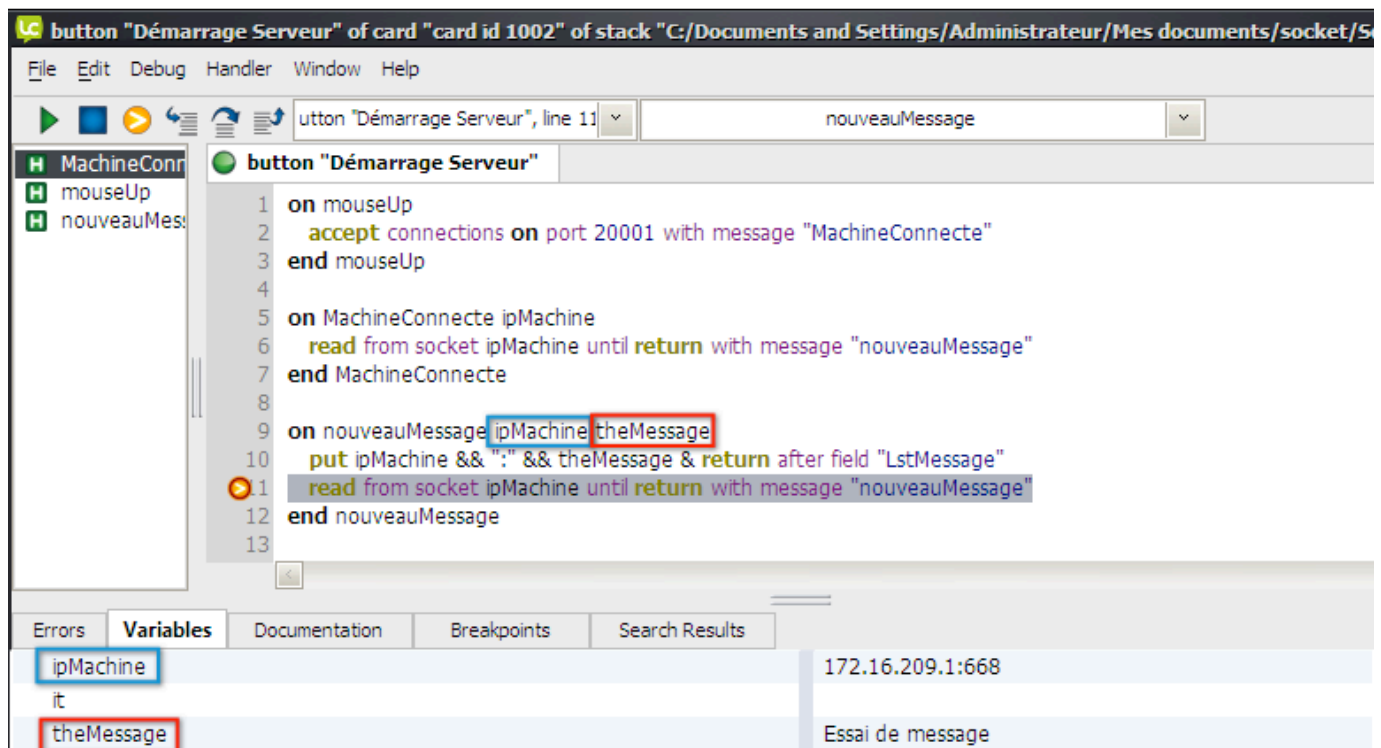 button "Démarrage Serveur" of card "card id 1002" of stack "C:/Documents and Settings/Administrateur/Mes documents/socket/S
File Edit Debug Handler Window Help
utton "Démarrage Serveur", line 11 nouveauMessage
MachineConn
mouseUp
nouveauMess
button "Démarrage Serveur"
1 on mouseUp
2 accept connections on port 20001 with message "MachineConnecte"
3 end mouseUp
4
5 on MachineConnecte ipMachine
6 read from socket ipMachine until return with message "nouveauMessage"
7 end MachineConnecte
8
9 on nouveauMessage ipMachine theMessage
10 put ipMachine && ":" && theMessage & return after field "LstMessage"
11 read from socket ipMachine until return with message "nouveauMessage"
12 end nouveauMessage
13
Errors Variables Documentation Breakpoints Search Results
ipMachine 172.16.209.1:668
it
theMessage Essai de message